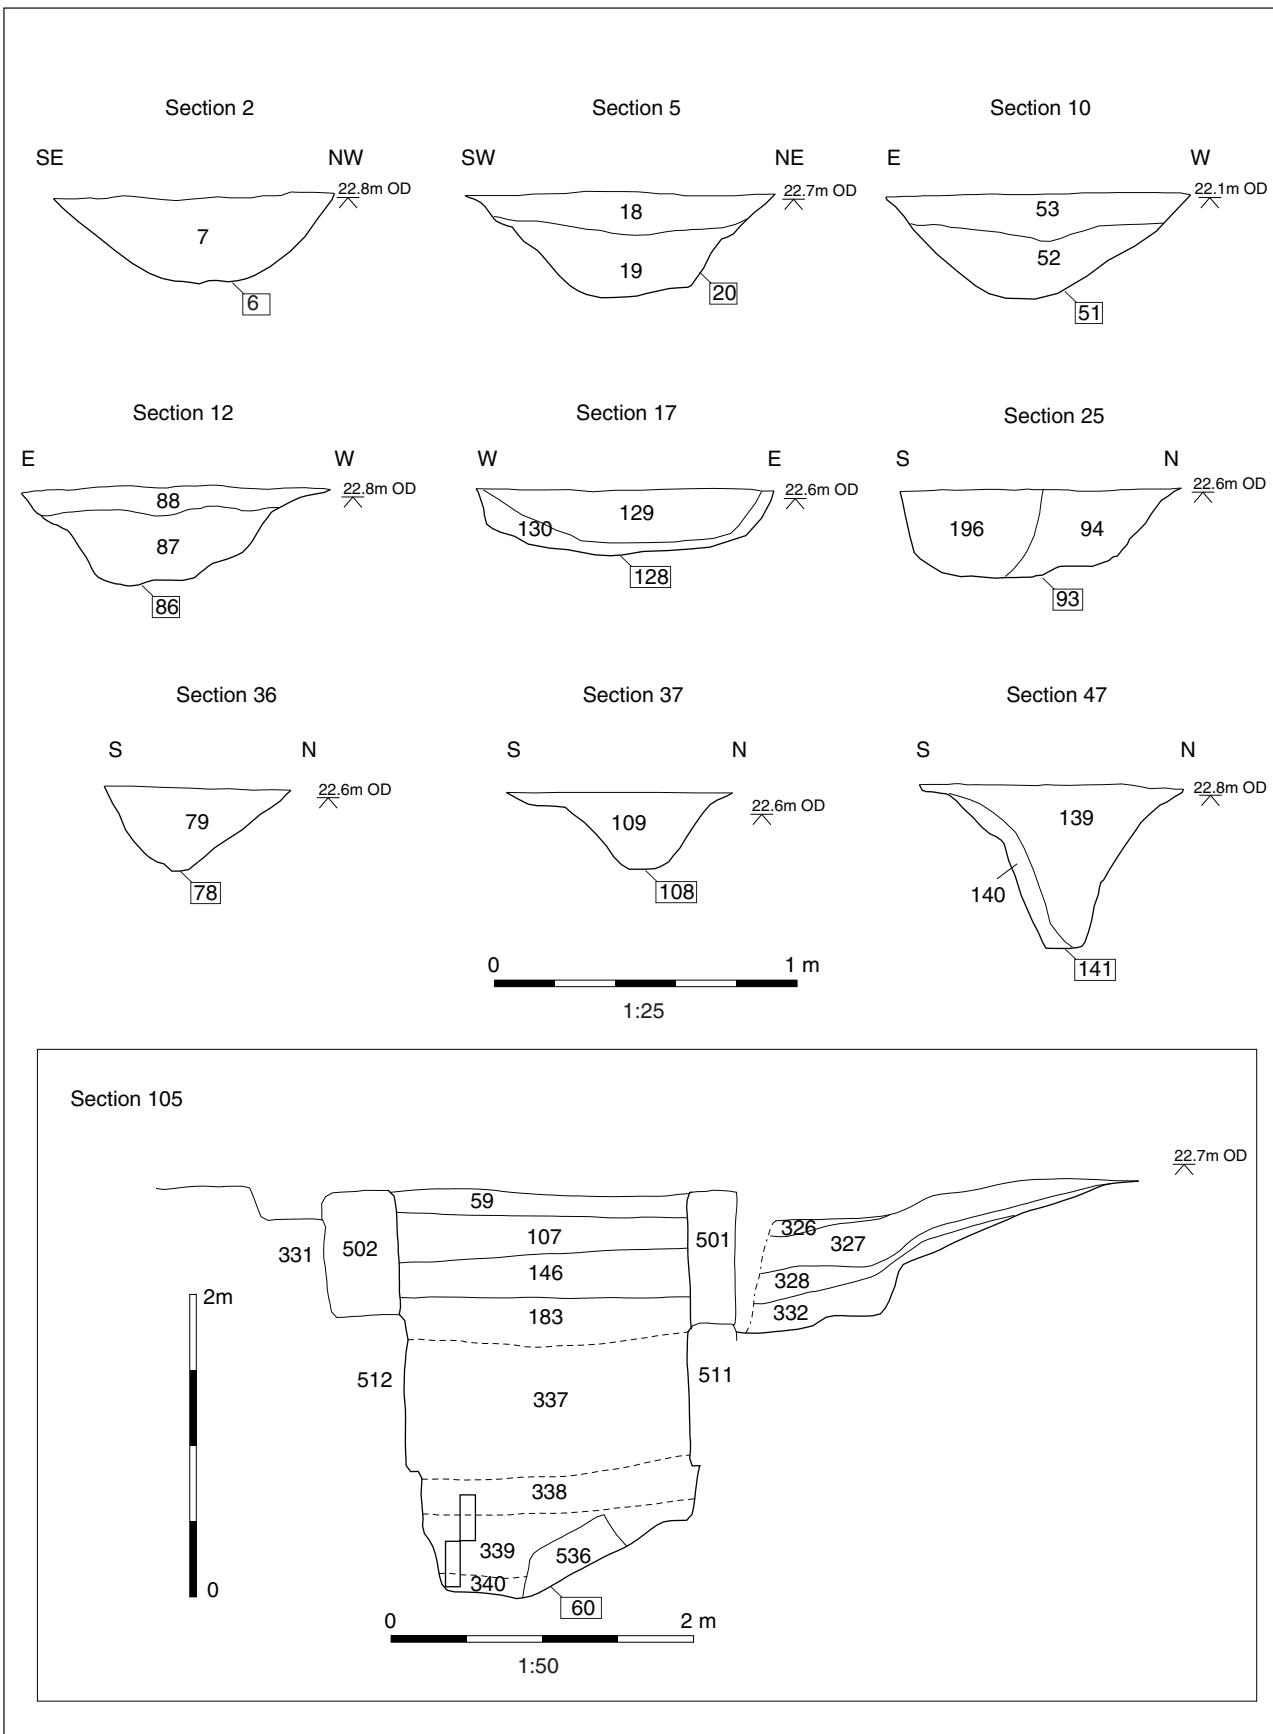 Section 2
SE NW
22.8m OD
7
6
Section 5
SW NE
22.7m OD
18
19
20
Section 10
E W
22.1m OD
53
52
51
Section 12
E W
22.8m OD
88
87
86
Section 17
W E
22.6m OD
129
130
128
Section 25
S N
22.6m OD
196 94
93
Section 36
S N
22.6m OD
79
78
Section 37
S N
22.6m OD
109
108
Section 47
S N
22.8m OD
139
140
141
0 1 m
1:25
Section 105
22.7m OD
59
107
146
183
331
502
501
326
327
328
332
512
511
337
338
339
536
340
60
2m
0
0 2 m
1:50